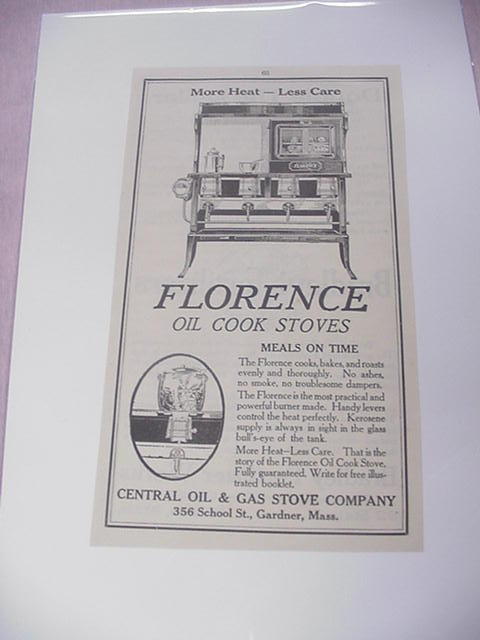 63
More Heat — Less Care
FLORENCE
FLORENCE
OIL COOK STOVES
MEALS ON TIME
The Florence cooks, bakes, and roasts
evenly and thoroughly. No ashes,
no smoke, no troublesome dampers.
The Florence is the most practical and
powerful burner made. Handy levers
control the heat perfectly. Kerosene
supply is always in sight in the glass
bull's-eye of the tank.
More Heat—Less Care. That is the
story of the Florence Oil Cook Stove.
Fully guaranteed. Write for free illus-
trated booklet.
CENTRAL OIL & GAS STOVE COMPANY
356 School St., Gardner, Mass.